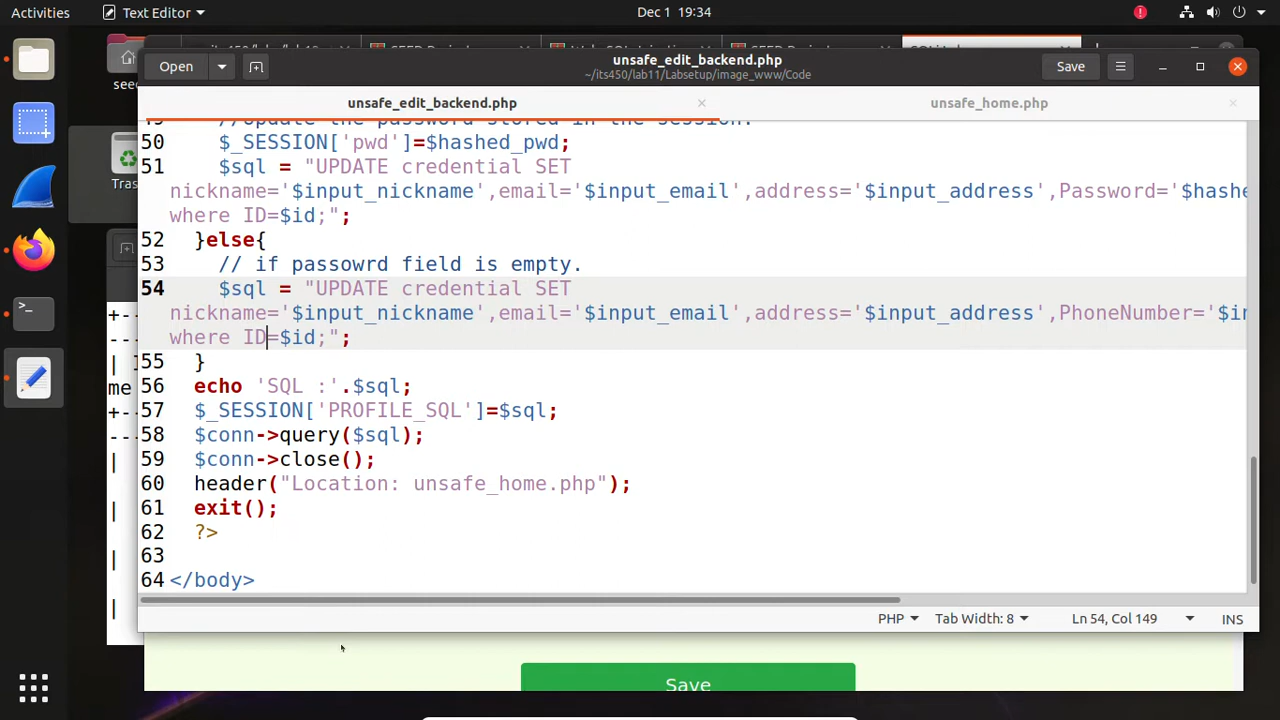 Activities
Text Editor
Dec 1 19:34
Open
unsafe_edit_backend.php
~/its450/lab11/Labsetup/image_www/Code
Save
unsafe_edit_backend.php
unsafe_home.php
50 $_SESSION['pwd']=$hashed_pwd;
51 $sql = "UPDATE credential SET
nickname='$input_nickname',email='$input_email',address='$input_address',Password='$hashe
where ID=$id;";
52 }else{
53 // if passowrd field is empty.
54 $sql = "UPDATE credential SET
nickname='$input_nickname',email='$input_email',address='$input_address',PhoneNumber='$in
where ID=$id;";
55 }
56 echo 'SQL :'.$sql;
57 $_SESSION['PROFILE_SQL']=$sql;
58 $conn->query($sql);
59 $conn->close();
60 header("Location: unsafe_home.php");
61 exit();
62 ?>
63
64 </body>
PHP
Tab Width: 8
Ln 54, Col 149
INS
seed
Tras
me
Save